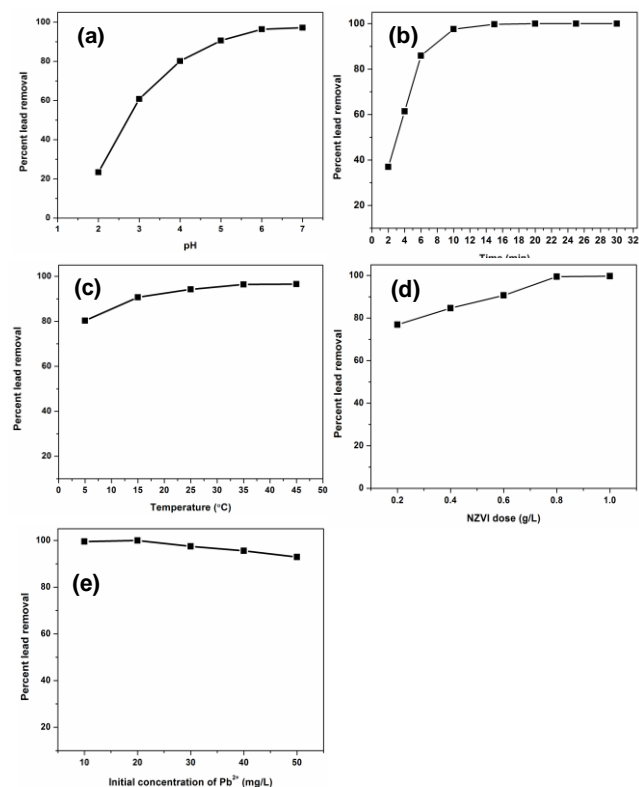 (a)
Percent lead removal
100
80
60
40
20
0
1 2 3 4 5 6 7
pH
(b)
Percent lead removal
100
80
60
40
20
0 2 4 6 8 10 12 14 16 18 20 22 24 26 28 30 32
Time (min)
(c)
Percent lead removal
100
80
60
40
20
0 5 10 15 20 25 30 35 40 45 50
Temperature (°C)
(d)
Percent lead removal
100
80
60
40
20
0
0.2 0.4 0.6 0.8 1.0
NZVI dose (g/L)
(e)
Percent lead removal
100
80
60
40
20
10 20 30 40 50
Initial concentration of Pb²⁺ (mg/L)